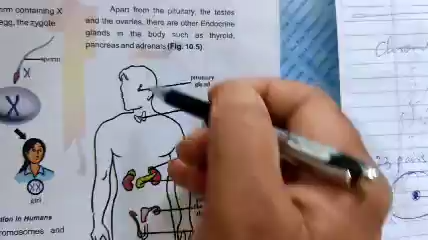 rm containing X
egg, the zygote
sperm
X
X
girl
tion in Humans
romosomes and
Apart from the pituitary, the testes
and the ovaries, there are other Endocrine
glands in the body such as thyroid,
pancreas and adrenals (Fig. 10.5)
pituitary
gland